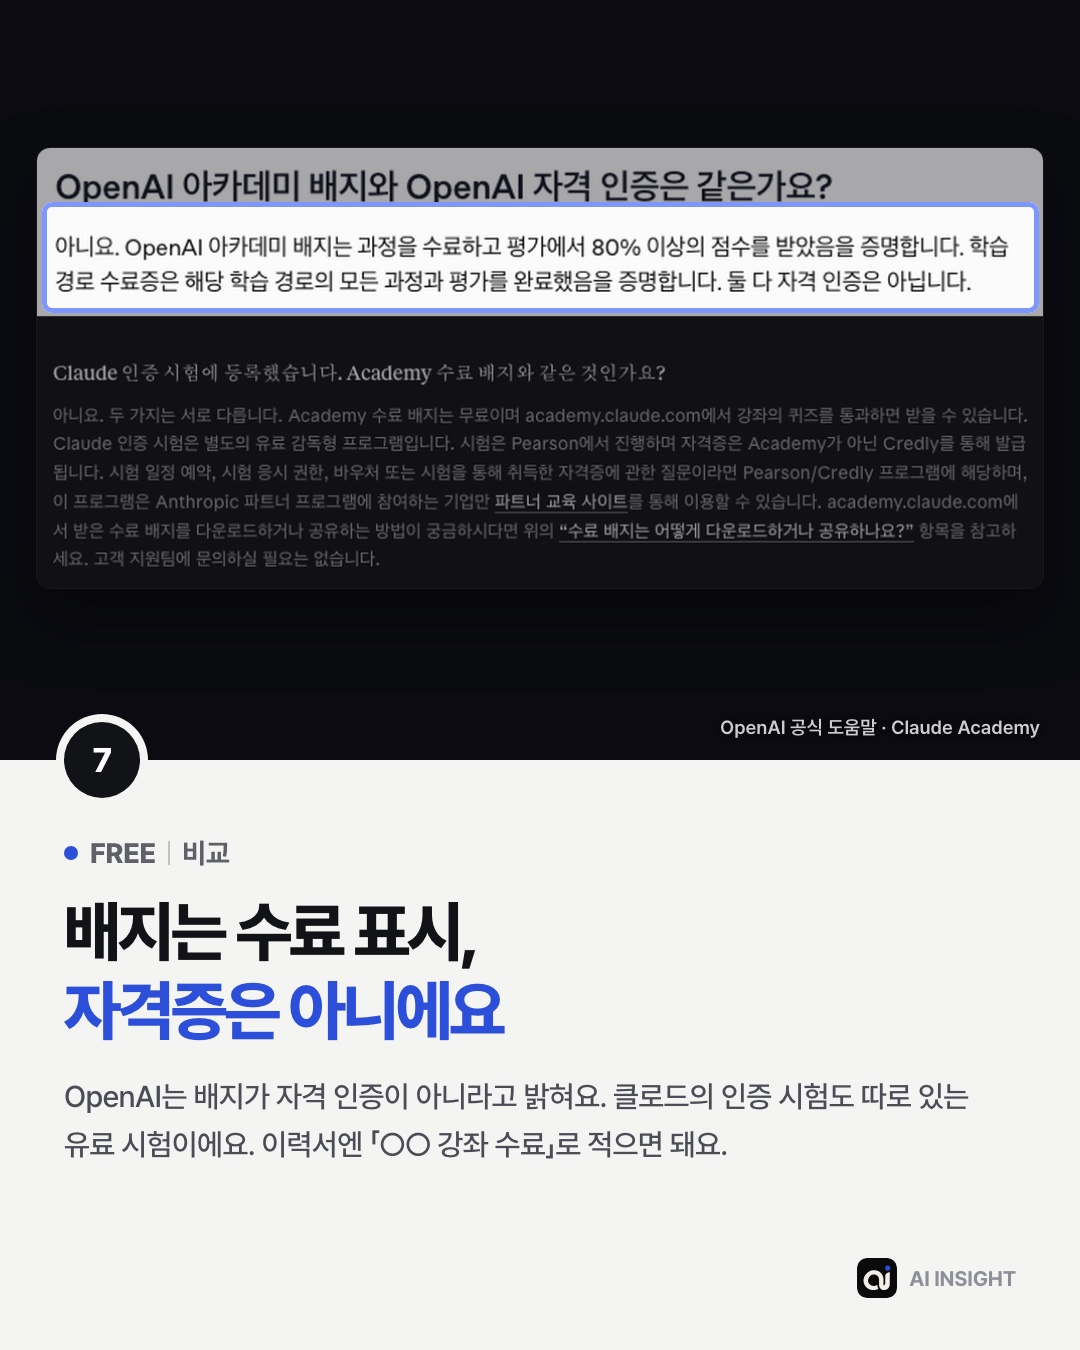 OpenAI 아카데미 배지와 OpenAI 자격 인증은 같은가요?
아니요. OpenAI 아카데미 배지는 과정을 수료하고 평가에서 80% 이상의 점수를 받았음을 증명합니다. 학습
경로 수료증은 해당 학습 경로의 모든 과정과 평가를 완료했음을 증명합니다. 둘 다 자격 인증은 아닙니다.
Claude 인증 시험에 등록했습니다. Academy 수료 배지와 같은 것인가요?
아니요. 두 가지는 서로 다릅니다. Academy 수료 배지는 무료이며 academy.claude.com에서 강좌의 퀴즈를 통과하면 받을 수 있습니다.
Claude 인증 시험은 별도의 유료 감독형 프로그램입니다. 시험은 Pearson에서 진행하며 자격증은 Academy가 아닌 Credly를 통해 발급
됩니다. 시험 일정 예약, 시험 응시 권한, 바우처 또는 시험을 통해 취득한 자격증에 관한 질문이라면 Pearson/Credly 프로그램에 해당하며,
이 프로그램은 Anthropic 파트너 프로그램에 참여하는 기업만 파트너 교육 사이트를 통해 이용할 수 있습니다. academy.claude.com에
서 받은 수료 배지를 다운로드하거나 공유하는 방법이 궁금하시다면 위의 “수료 배지는 어떻게 다운로드하거나 공유하나요?” 항목을 참고하
세요. 고객 지원팀에 문의하실 필요는 없습니다.
OpenAI 공식 도움말 · Claude Academy
7
FREE | 비교
배지는 수료 표시,
자격증은 아니에요
OpenAI는 배지가 자격 인증이 아니라고 밝혀요. 클로드의 인증 시험도 따로 있는
유료 시험이에요. 이력서엔 「〇〇 강좌 수료」로 적으면 돼요.
ai AI INSIGHT